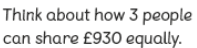 Think about how 3 people
can share £930 equally.